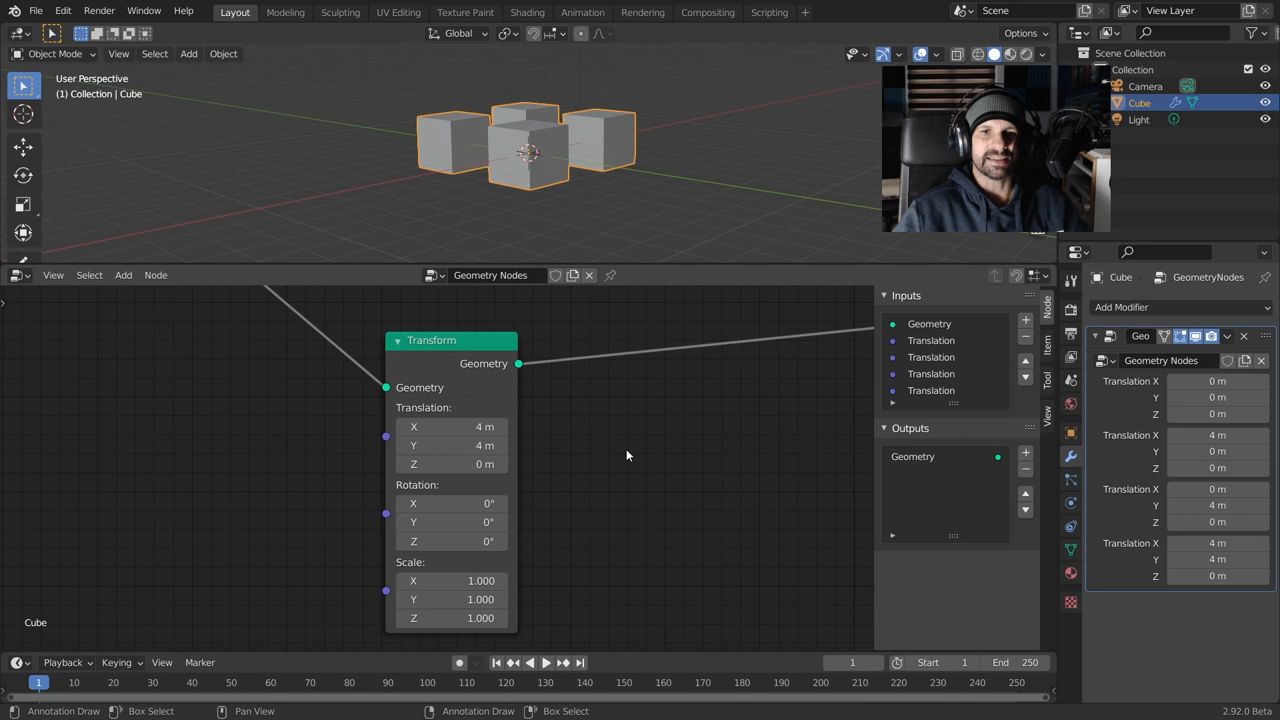 File Edit Render Window Help Layout Modeling Sculpting UV Editing Texture Paint Shading Animation Rendering Compositing Scripting + Scene View Layer
Global Options
Object Mode View Select Add Object
User Perspective
(1) Collection | Cube
Scene Collection
Collection
Camera
Cube
Light
View Select Add Node Geometry Nodes
Transform
Geometry
Geometry
Translation:
X 4 m
Y 4 m
Z 0 m
Rotation:
X 0°
Y 0°
Z 0°
Scale:
X 1.000
Y 1.000
Z 1.000
Cube
Inputs
Geometry
Translation
Translation
Translation
Translation
Outputs
Geometry
Node
Item
Tool
View
Cube GeometryNodes
Add Modifier
Geo
Geometry Nodes
Translation X 0 m
Y 0 m
Z 0 m
Translation X 4 m
Y 0 m
Z 0 m
Translation X 0 m
Y 4 m
Z 0 m
Translation X 4 m
Y 4 m
Z 0 m
Playback Keying View Marker 1 Start 1 End 250
1 10 20 30 40 50 60 70 80 90 100 110 120 130 140 150 160 170 180 190 200 210 220 230 240 250
Annotation Draw Box Select Pan View Annotation Draw Box Select 2.92.0 Beta